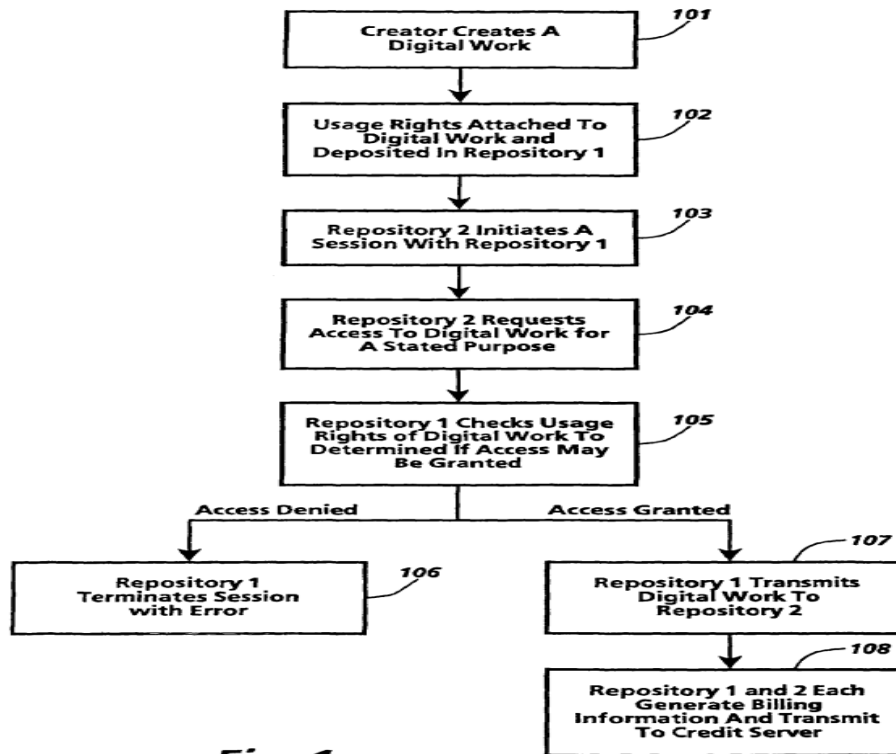 Creator Creates A
Digital Work
101
Usage Rights Attached To
Digital Work and
Deposited In Repository 1
102
Repository 2 Initiates A
Session With Repository 1
103
Repository 2 Requests
Access To Digital Work for
A Stated Purpose
104
Repository 1 Checks Usage
Rights of Digital Work To
Determined If Access May
Be Granted
105
Access Denied
Access Granted
Repository 1
Terminates Session
with Error
106
Repository 1 Transmits
Digital Work To
Repository 2
107
Repository 1 and 2 Each
Generate Billing
Information And Transmit
To Credit Server
108